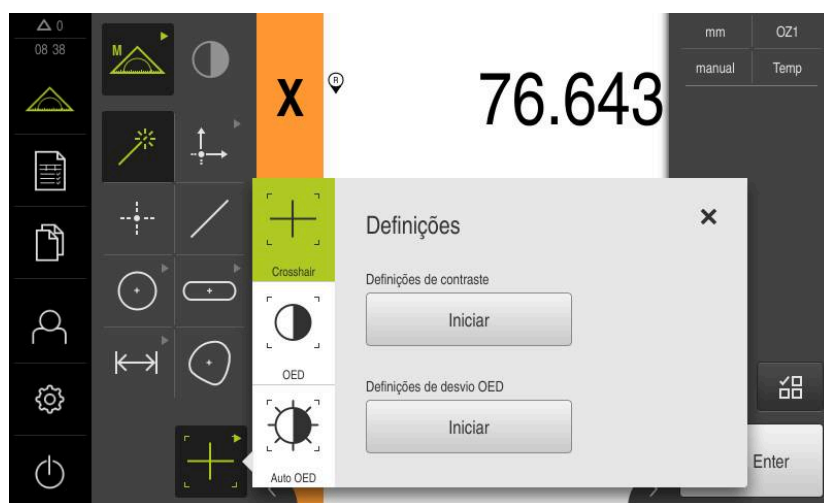 0
08 38
M
X
R
76.643
mm
OZ1
manual
Temp
Crosshair
OED
Auto OED
Definições
Definições de contraste
Iniciar
Definições de desvio OED
Iniciar
Enter